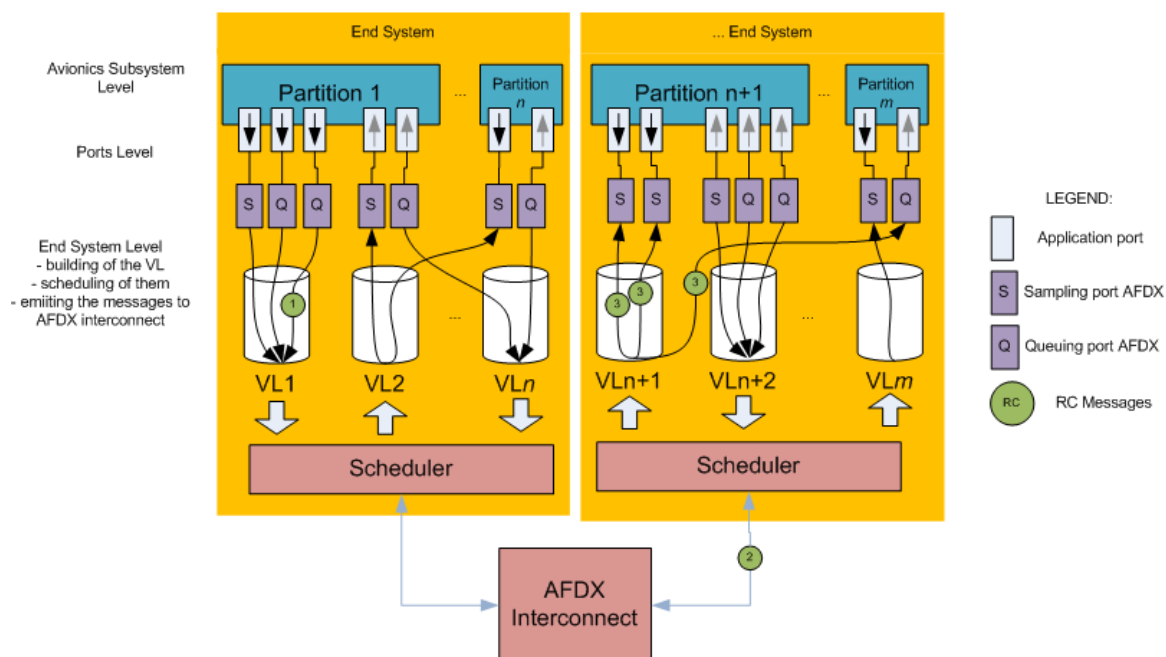 End System
... End System
Avionics Subsystem
Level
Partition 1
...
Partition
n
Partition n+1
...
Partition
m
Ports Level
LEGEND:
Application port
S Q Q S Q S Q
S S S Q Q S Q
S Sampling port AFDX
Q Queuing port AFDX
RC RC Messages
End System Level
- building of the VL
- scheduling of them
- emiiting the messages to
AFDX interconnect
1
...
3 3 3
...
VL1 VL2 VLn
VLn+1 VLn+2 VLm
Scheduler
Scheduler
2
AFDX
Interconnect